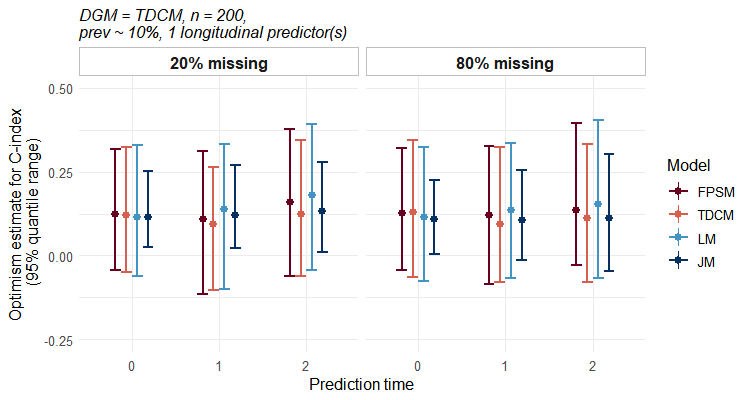 DGM = TDCM, n = 200,
prev ~ 10%, 1 longitudinal predictor(s)
20% missing
80% missing
Optimism estimate for C-index
(95% quantile range)
0.50
0.25
0.00
-0.25
0
1
2
0
1
2
Prediction time
Model
FPSM
TDCM
LM
JM